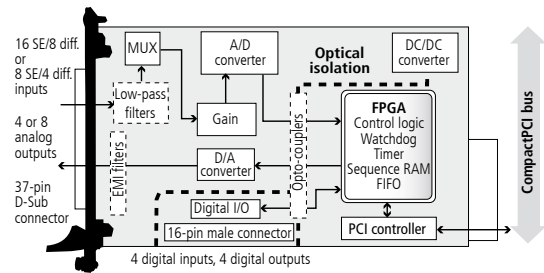 16 SE/8 diff.
or
8 SE/4 diff.
inputs
4 or 8
analog
outputs
37-pin
D-Sub
connector
MUX
Low-pass
filters
A/D
converter
Gain
EMI filters
D/A
converter
Optical
isolation
Opto-couplers
DC/DC
converter
FPGA
Control logic
Watchdog
Timer
Sequence RAM
FIFO
Digital I/O
16-pin male connector
PCI controller
4 digital inputs, 4 digital outputs
CompactPCI bus